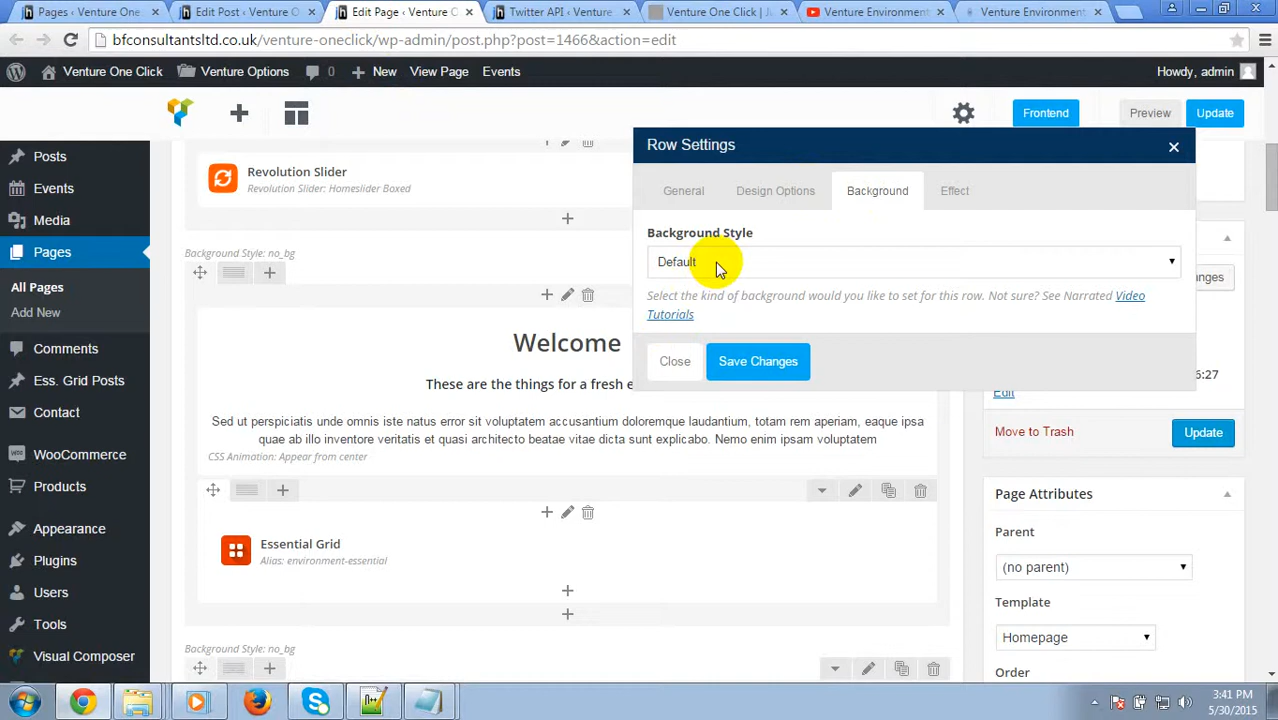 Pages ‹ Venture One
Edit Post ‹ Venture O
Edit Page ‹ Venture O
Twitter API ‹ Venture
Venture One Click | Ji
Venture Environment
Venture Environment
bfconsultantsltd.co.uk/venture-oneclick/wp-admin/post.php?post=1466&action=edit
Venture One Click
Venture Options
New
View Page
Events
Howdy, admin
Frontend
Preview
Update
Posts
Events
Media
Pages
All Pages
Add New
Comments
Ess. Grid Posts
Contact
WooCommerce
Products
Appearance
Plugins
Users
Tools
Visual Composer
Revolution Slider
Revolution Slider: Homeslider Boxed
Background Style: no_bg
Welcome
These are the things for a fresh e
Sed ut perspiciatis unde omnis iste natus error sit voluptatem accusantium doloremque laudantium, totam rem aperiam, eaque ipsa
quae ab illo inventore veritatis et quasi architecto beatae vitae dicta sunt explicabo. Nemo enim ipsam voluptatem
CSS Animation: Appear from center
Essential Grid
Alias: environment-essential
Background Style: no_bg
Row Settings
General
Design Options
Background
Effect
Background Style
Default
Select the kind of background would you like to set for this row. Not sure? See Narrated Video
Tutorials
Close
Save Changes
nges
6:27
Edit
Move to Trash
Update
Page Attributes
Parent
(no parent)
Template
Homepage
Order
3:41 PM
5/30/2015